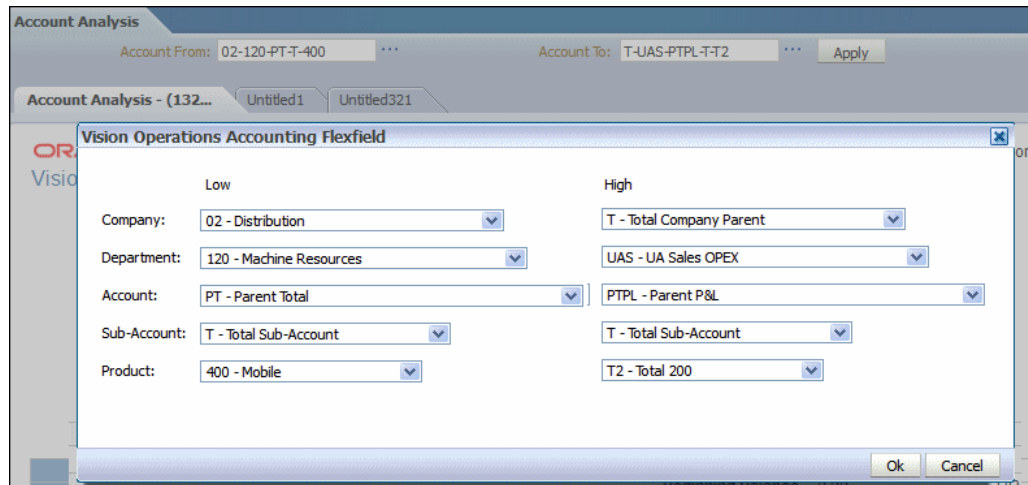 Account Analysis
Account From: 02-120-PT-T-400 ... Account To: T-UAS-PTPL-T-T2 ... Apply
Account Analysis - (132... Untitled1 Untitled321
Vision Operations Accounting Flexfield
Low High
Company: 02 - Distribution T - Total Company Parent
Department: 120 - Machine Resources UAS - UA Sales OPEX
Account: PT - Parent Total PTPL - Parent P&L
Sub-Account: T - Total Sub-Account T - Total Sub-Account
Product: 400 - Mobile T2 - Total 200
Ok Cancel